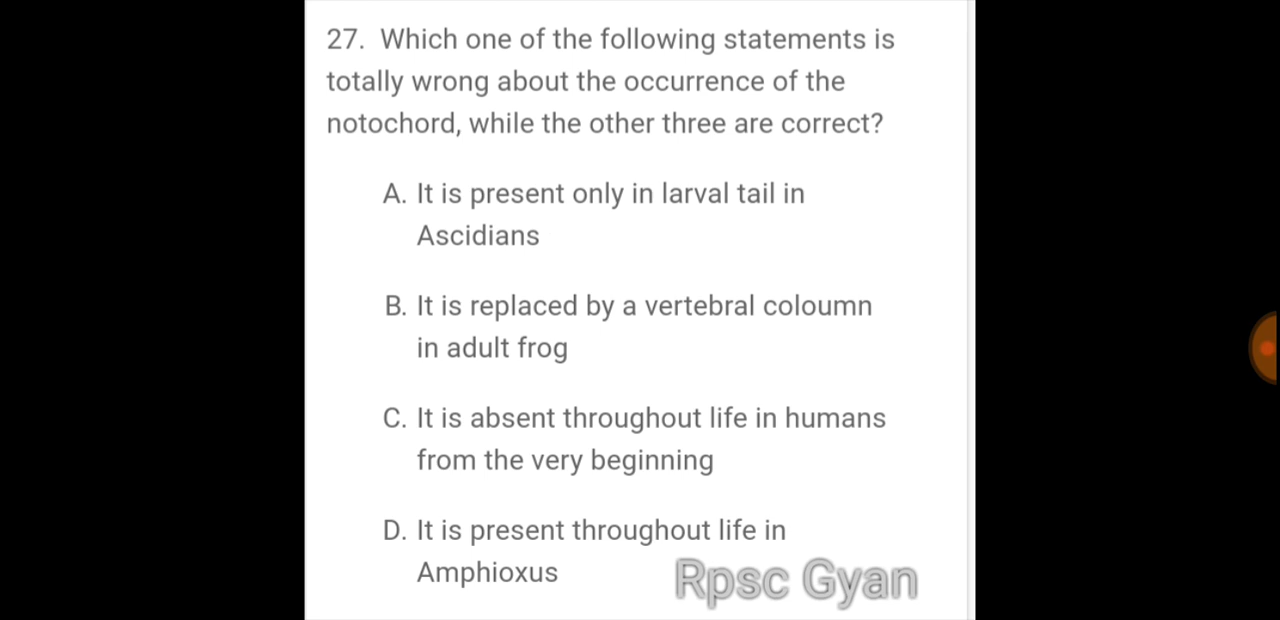 27. Which one of the following statements is
totally wrong about the occurrence of the
notochord, while the other three are correct?
A. It is present only in larval tail in
Ascidians
B. It is replaced by a vertebral coloumn
in adult frog
C. It is absent throughout life in humans
from the very beginning
D. It is present throughout life in
Amphioxus
Rpsc Gyan